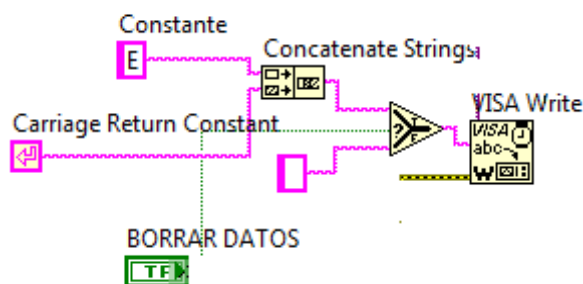 Constante
E
Concatenate Strings
VISA Write
VISA
abc
W
Carriage Return Constant
?
T
F
BORRAR DATOS
TF